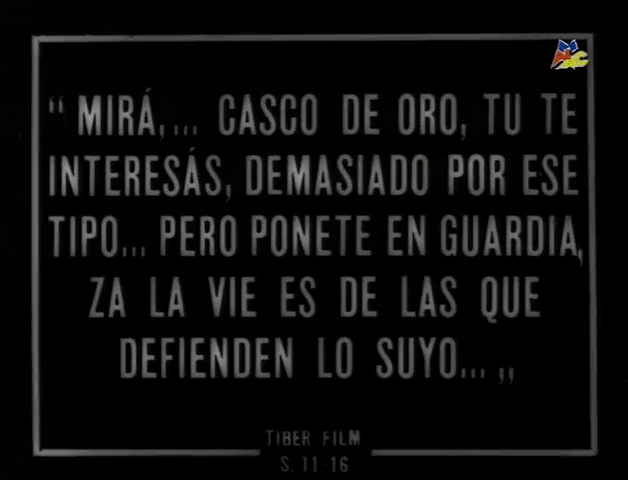 “ MIRÁ,... CASCO DE ORO, TU TE
INTERESÁS, DEMASIADO POR ESE
TIPO... PERO PONETE EN GUARDIA,
ZA LA VIE ES DE LAS QUE
DEFIENDEN LO SUYO... „
TIBER FILM
S. 11-16